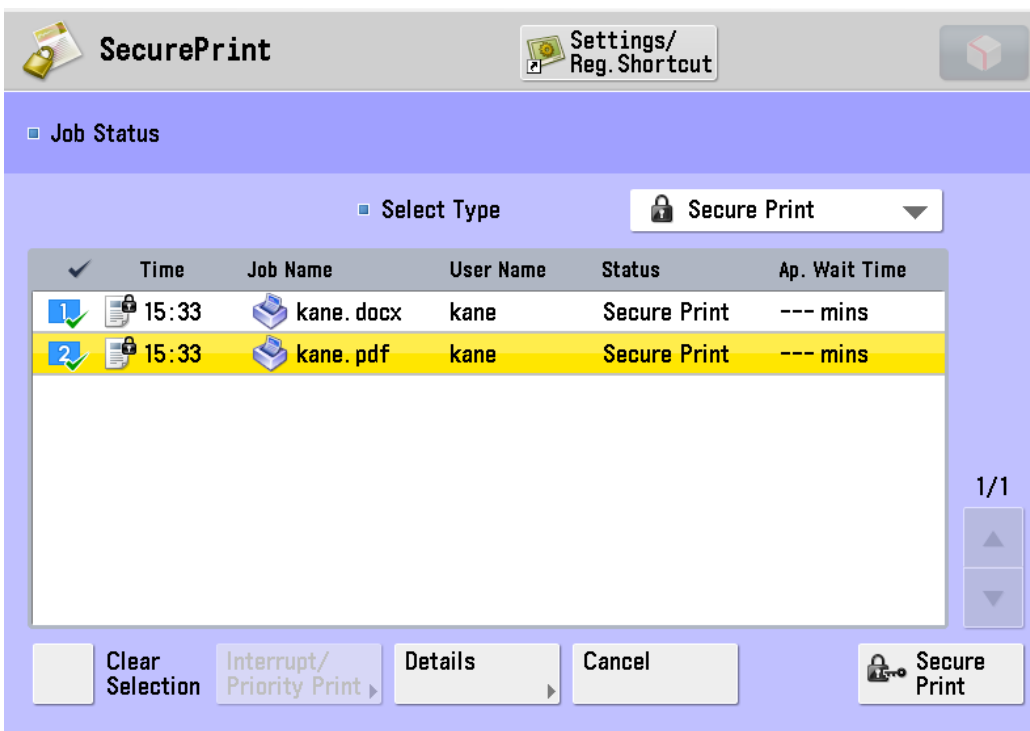 SecurePrint
Settings/
Reg.Shortcut
Job Status
Select Type
Secure Print
Time Job Name User Name Status Ap. Wait Time
1 15:33 kane.docx kane Secure Print --- mins
2 15:33 kane.pdf kane Secure Print --- mins
1/1
Clear
Selection
Interrupt/
Priority Print
Details
Cancel
Secure
Print